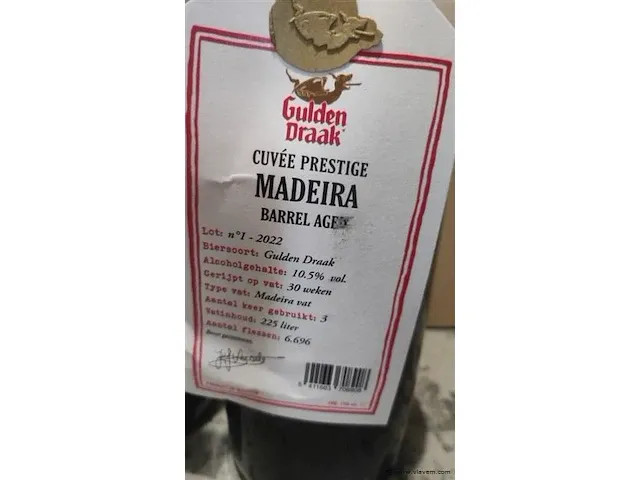 Gulden
Draak
CUVÉE PRESTIGE
MADEIRA
BARREL AGED
Lot: n°1 - 2022
Biersoort: Gulden Draak
Alcoholgehalte: 10.5% vol.
Gerijpt op vat: 30 weken
Type vat: Madeira vat
Aantal keer gebruikt: 3
Vatinhoud: 225 liter
Aantal flessen: 6.696